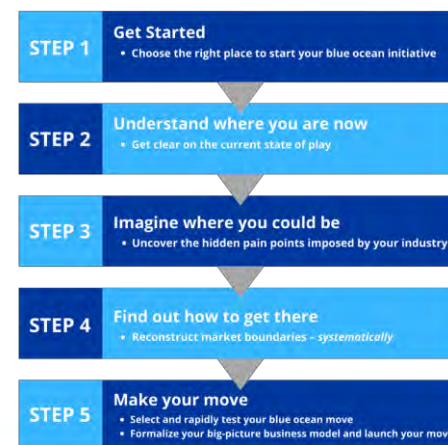 STEP 1
Get Started
• Choose the right place to start your blue ocean initiative
STEP 2
Understand where you are now
• Get clear on the current state of play
STEP 3
Imagine where you could be
• Uncover the hidden pain points imposed by your industry
STEP 4
Find out how to get there
• Reconstruct market boundaries – systematically
STEP 5
Make your move
• Select and rapidly test your blue ocean move
• Formalize your big-picture business model and launch your mov